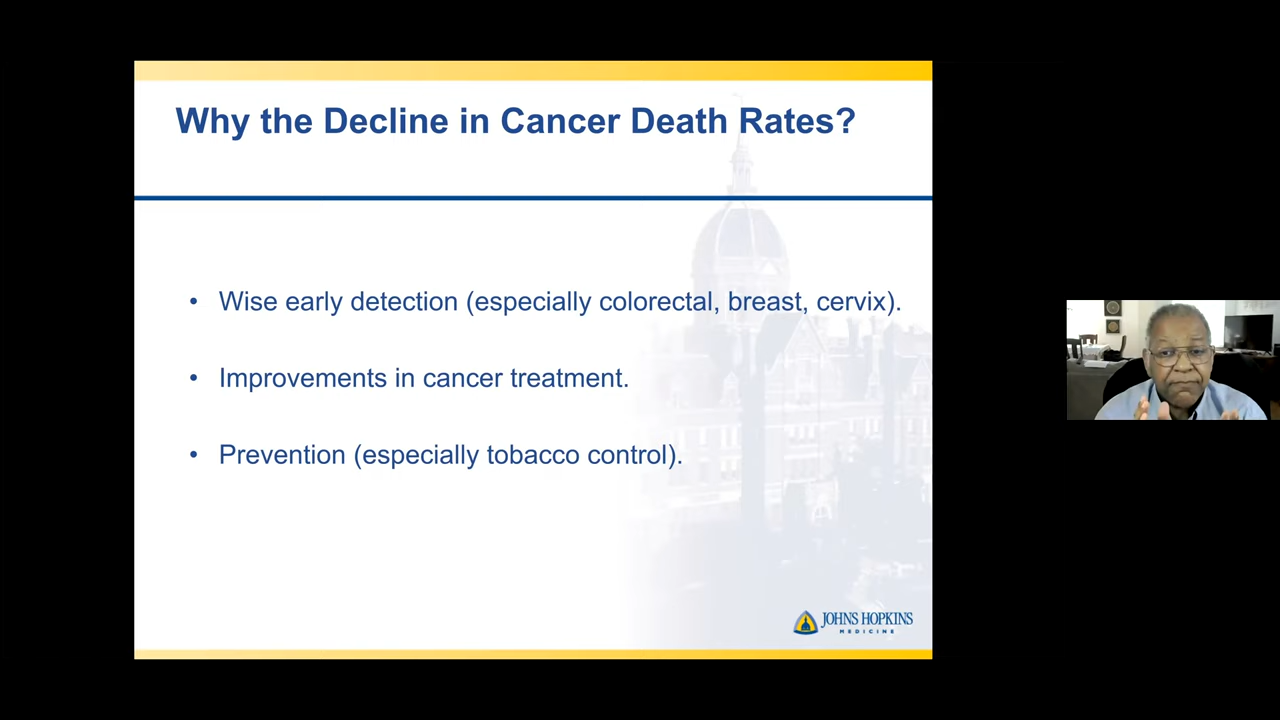 Why the Decline in Cancer Death Rates?
• Wise early detection (especially colorectal, breast, cervix).
• Improvements in cancer treatment.
• Prevention (especially tobacco control).
JOHNS HOPKINS
MEDICINE